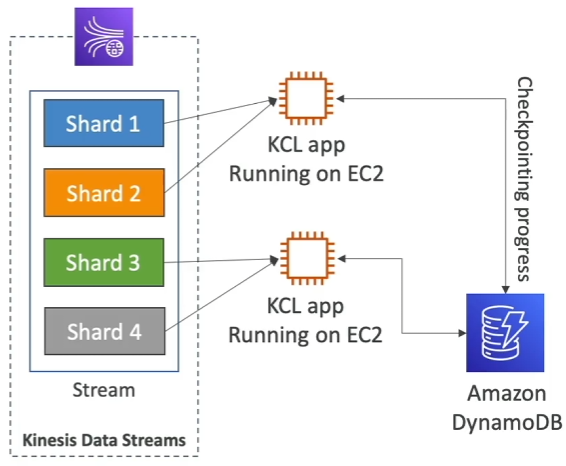 Shard 1
Shard 2
Shard 3
Shard 4
Stream
Kinesis Data Streams
KCL app
Running on EC2
KCL app
Running on EC2
Checkpointing progress
Amazon
DynamoDB